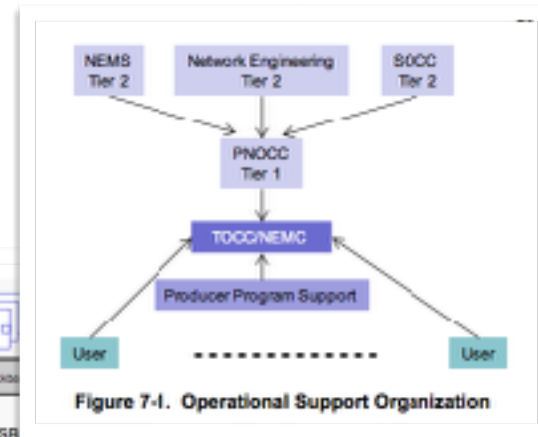 NEMS
Tier 2
Network Engineering
Tier 2
SOCC
Tier 2
PNOCC
Tier 1
TOCC/NEMC
Producer Program Support
User
User
Figure 7-I. Operational Support Organization